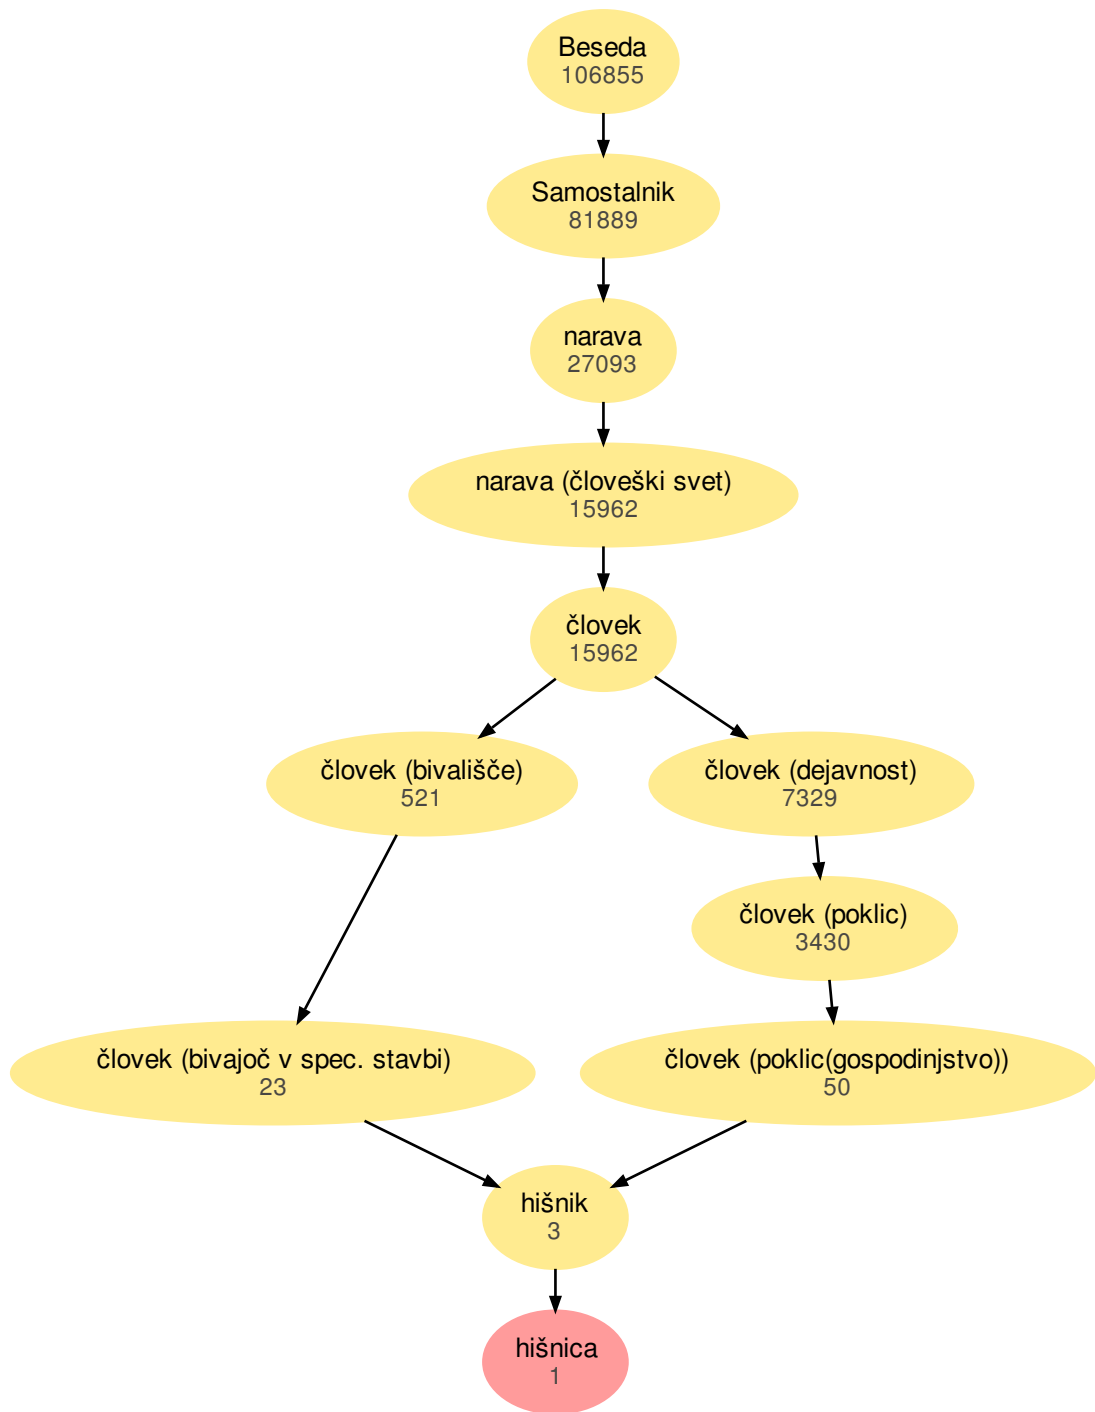 Beseda
106855
Samostalnik
81889
narava
27093
narava (človeški svet)
15962
človek
15962
človek (bivališče)
521
človek (dejavnost)
7329
človek (poklic)
3430
človek (bivajoč v spec. stavbi)
23
človek (poklic(gospodinjstvo))
50
hišnik
3
hišnica
1